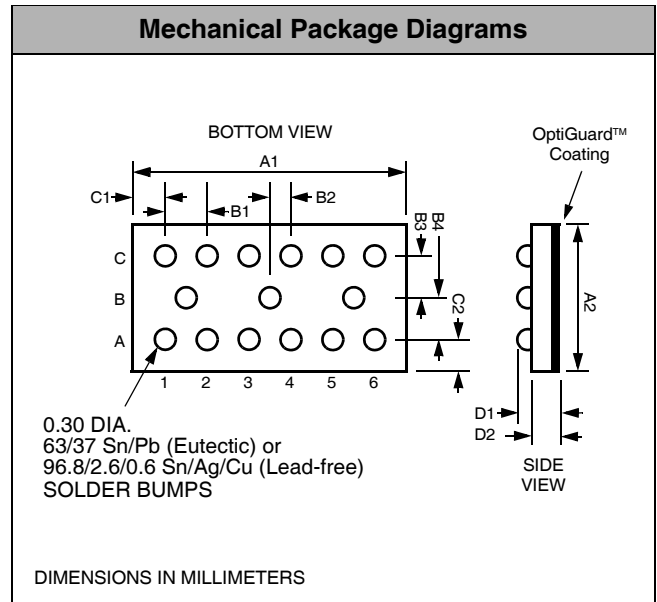 Mechanical Package Diagrams
BOTTOM VIEW
OptiGuard™
Coating
A1
C1
B1
B2
B3
B4
C
B
A
C2
A2
1 2 3 4 5 6
D1
D2
0.30 DIA.
63/37 Sn/Pb (Eutectic) or
96.8/2.6/0.6 Sn/Ag/Cu (Lead-free)
SOLDER BUMPS
SIDE
VIEW
DIMENSIONS IN MILLIMETERS